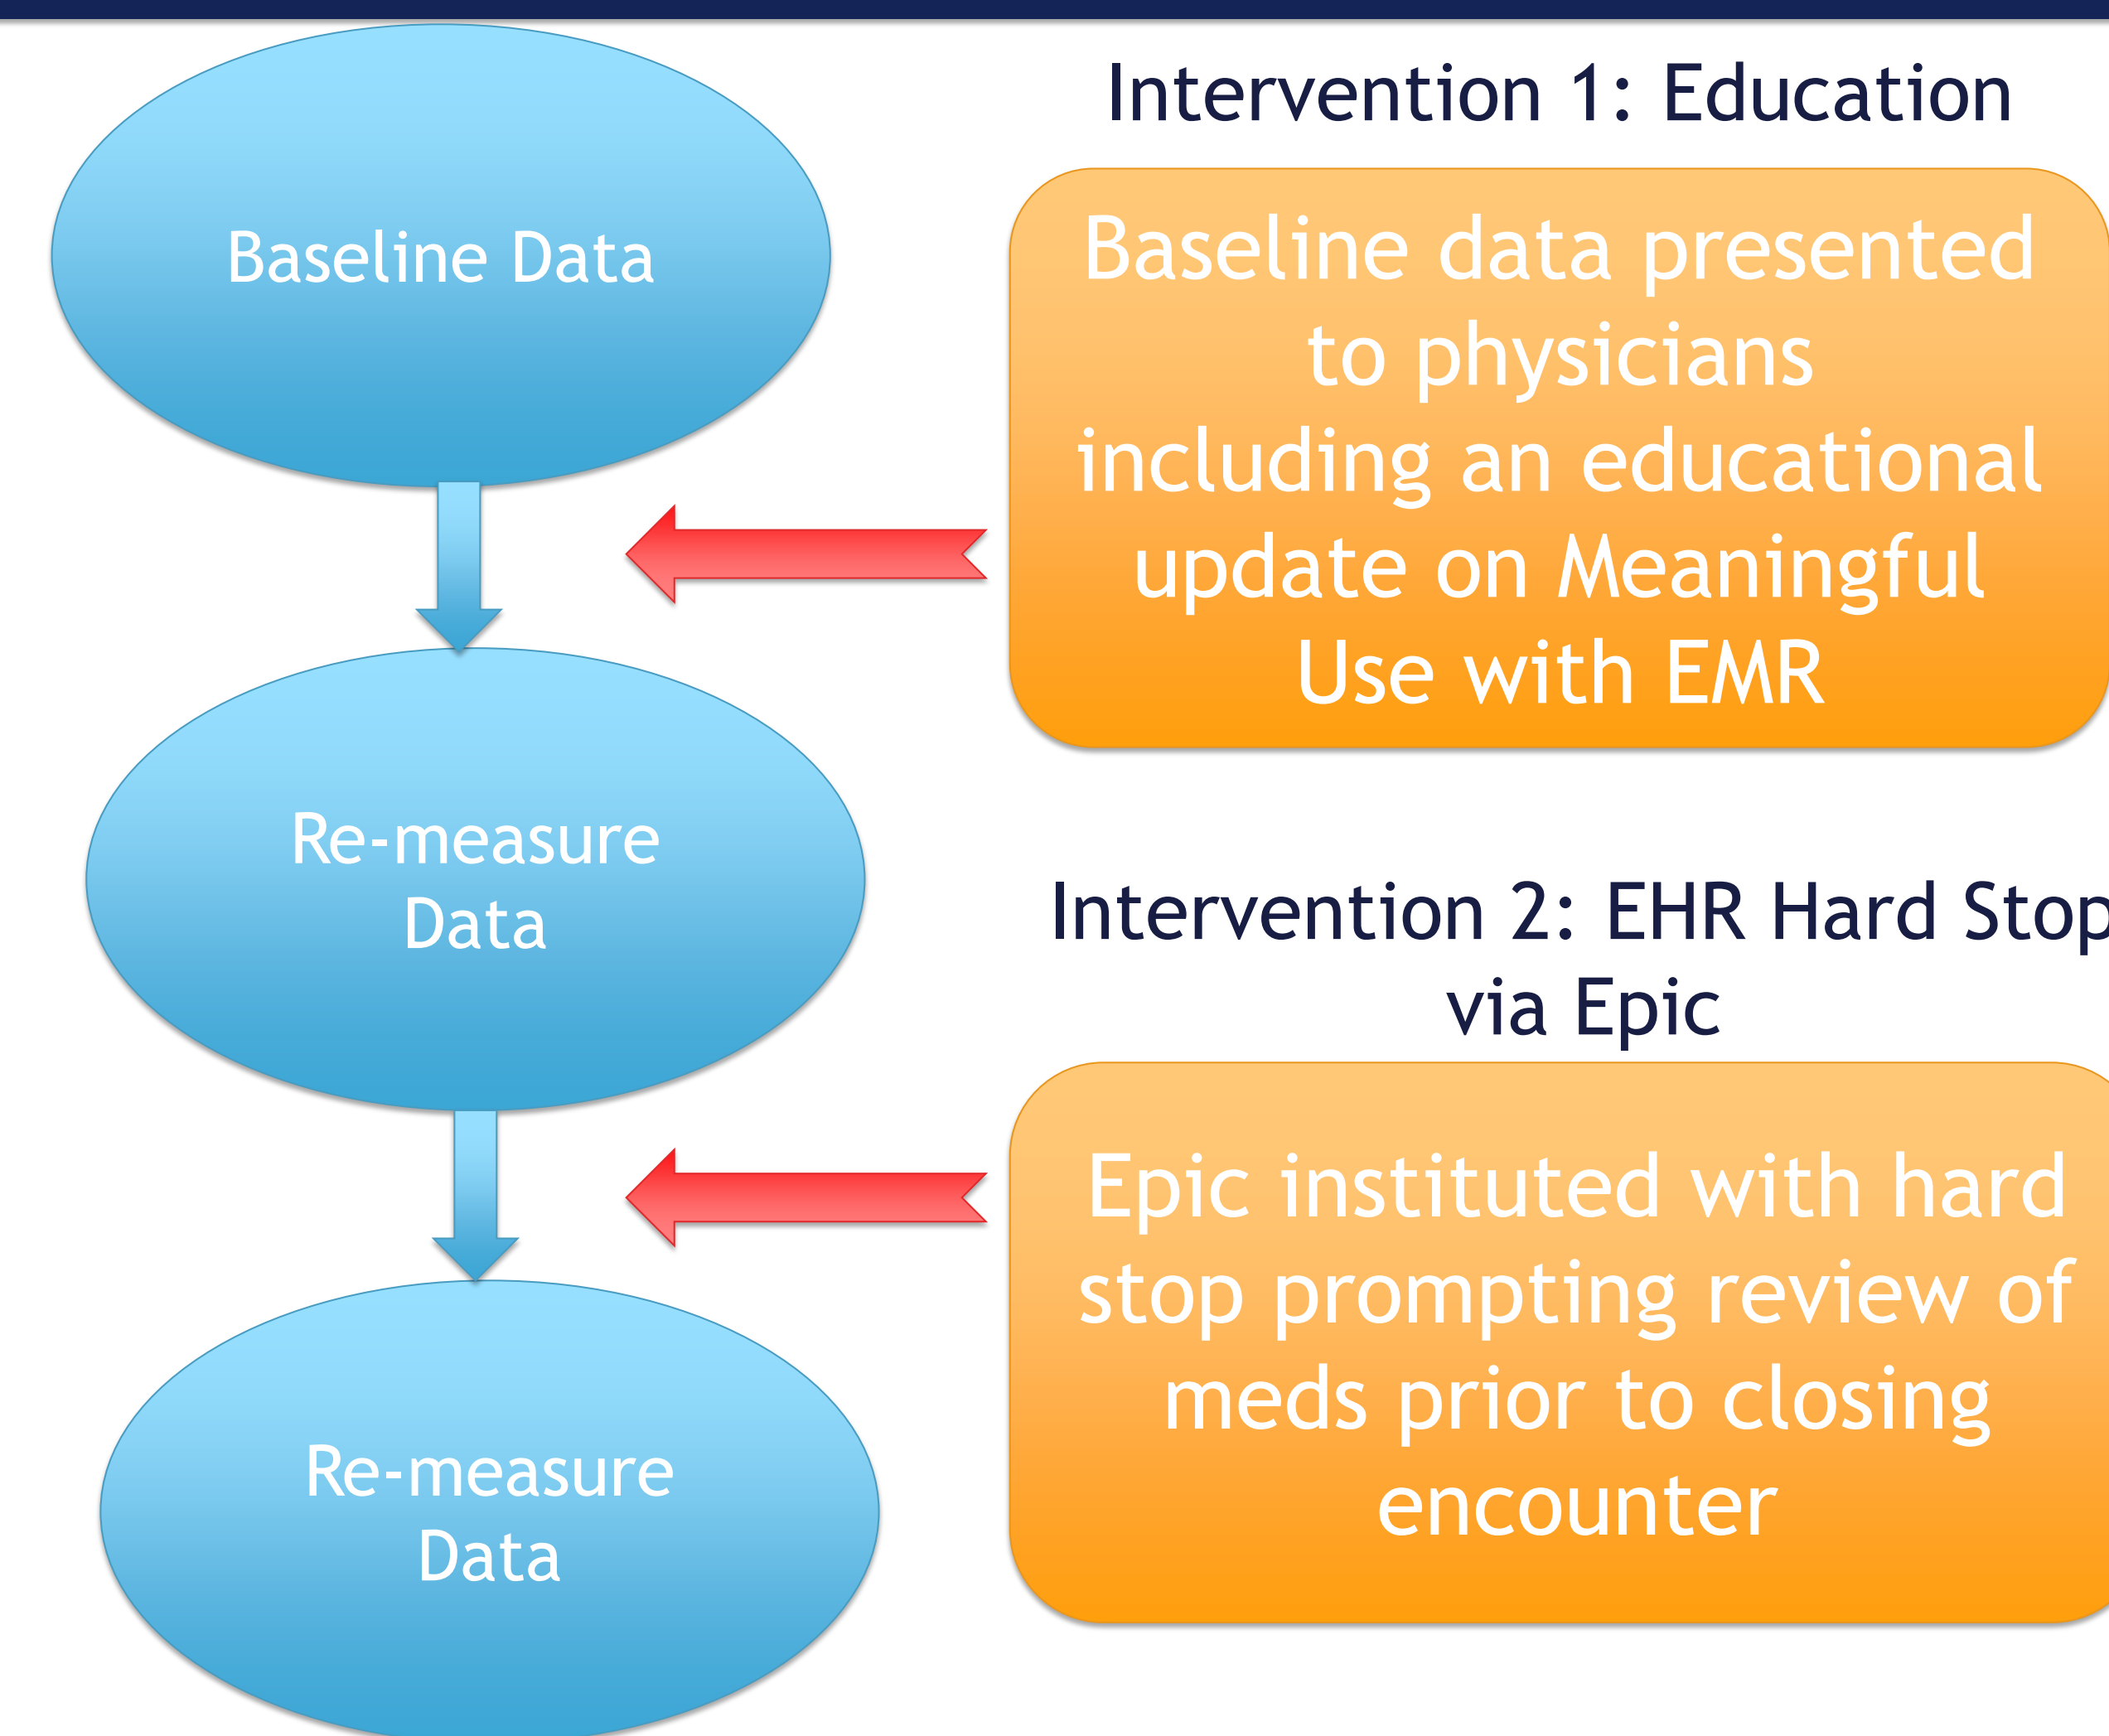 Baseline Data
Re-measure
Data
Re-measure
Data
Intervention 1: Education
Baseline data presented
to physicians
including an educational
update on Meaningful
Use with EMR
Intervention 2: EHR Hard Stop
via Epic
Epic instituted with hard
stop prompting review of
meds prior to closing
encounter